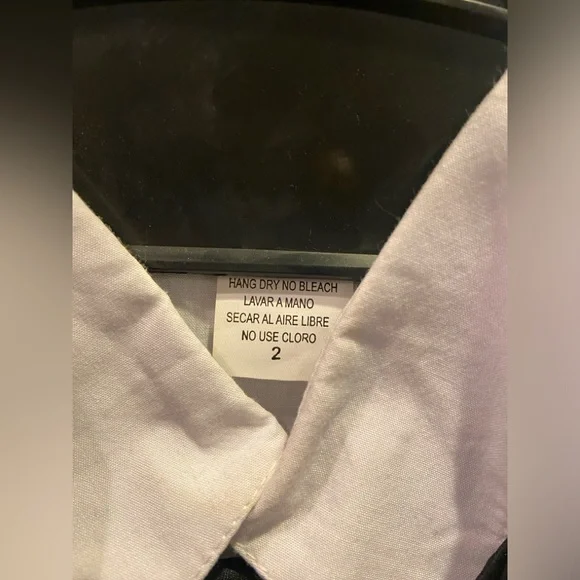 HANG DRY NO BLEACH
LAVAR A MANO
SECAR AL AIRE LIBRE
NO USE CLORO
2